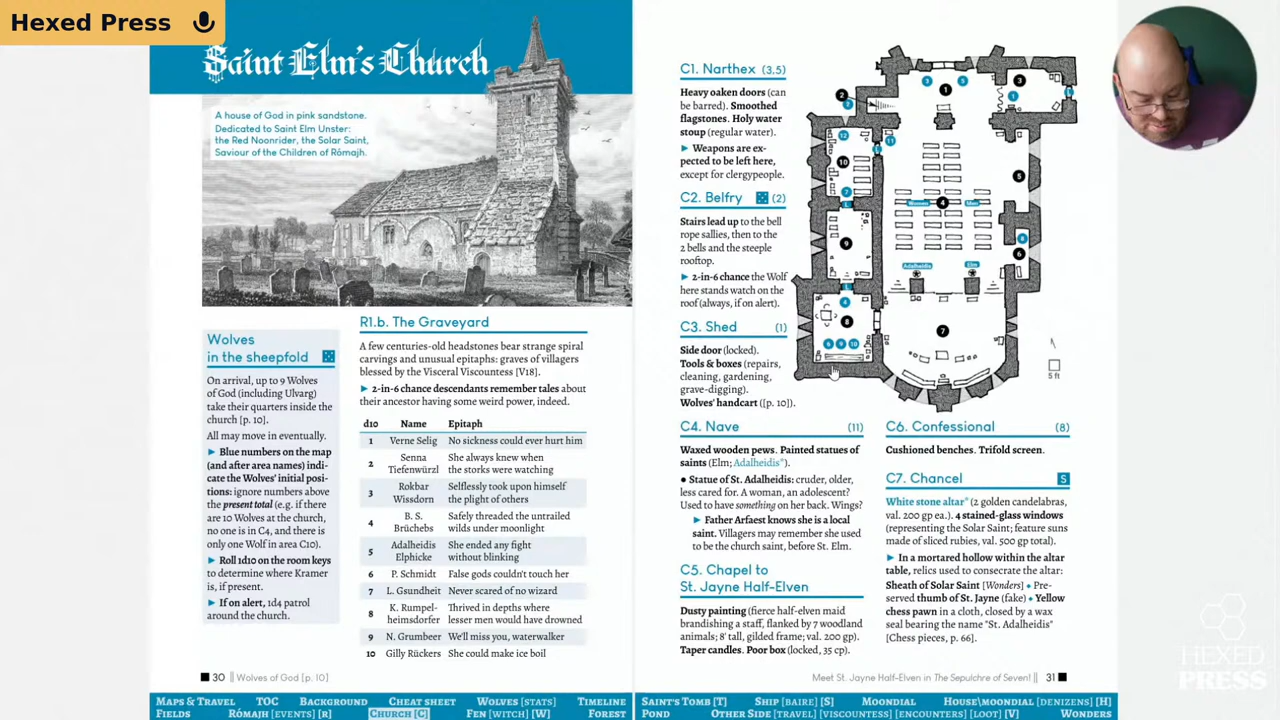 Hexed Press
Saint Elm's Church
A house of God in pink sandstone.
Dedicated to Saint Elm Unster:
the Red Noonrider, the Solar Saint,
Saviour of the Children of Rōmajh.
Wolves
in the sheepfold
On arrival, up to 9 Wolves
of God (including Ulvarg)
take their quarters inside the
church [p. 10].
All may move in eventually.
► Blue numbers on the map
(and after area names) indi-
cate the Wolves' initial posi-
tions: ignore numbers above
the present total (e.g. if there
are 10 Wolves at the church,
no one is in C4, and there is
only one Wolf in area C10).
► Roll 1d10 on the room keys
to determine where Kramer
is, if present.
► If on alert, 1d4 patrol
around the church.
R1.b. The Graveyard
A few centuries-old headstones bear strange spiral
carvings and unusual epitaphs: graves of villagers
blessed by the Visceral Viscountess [V18].
► 2-in-6 chance descendants remember tales about
their ancestor having some weird power, indeed.
d10 Name Epitaph
1 Verne Selig No sickness could ever hurt him
2 Senna Tiefenwürzl She always knew when the storks were watching
3 Rokbar Wissdorn Selflessly took upon himself the plight of others
4 B. S. Brüchebs Safely threaded the untrailed wilds under moonlight
5 Adalheidis Elphicke She ended any fight without blinking
6 P. Schmidt False gods couldn't touch her
7 L. Gsundheit Never scared of no wizard
8 K. Rumpel-heimsdorfer Thrived in depths where lesser men would have drowned
9 N. Grumbeer We'll miss you, waterwalker
10 Gilly Rückers She could make ice boil
30 || Wolves of God [p. 10]
C1. Narthex (3,5)
Heavy oaken doors (can
be barred). Smoothed
flagstones. Holy water
stoup (regular water).
► Weapons are ex-
pected to be left here,
except for clergypeople.
C2. Belfry (2)
Stairs lead up to the bell
rope sallies, then to the
2 bells and the steeple
rooftop.
► 2-in-6 chance the Wolf
here stands watch on the
roof (always, if on alert).
C3. Shed (1)
Side door (locked).
Tools & boxes (repairs,
cleaning, gardening,
grave-digging).
Wolves' handcart ([p. 10]).
C4. Nave (11)
Waxed wooden pews. Painted statues of
saints (Elm; Adalheidis*).
● Statue of St. Adalheidis: cruder, older,
less cared for. A woman, an adolescent?
Used to have something on her back. Wings?
► Father Arfaest knows she is a local
saint. Villagers may remember she used
to be the church saint, before St. Elm.
C5. Chapel to
St. Jayne Half-Elven
Dusty painting (fierce half-elven maid
brandishing a staff, flanked by 7 woodland
animals; 8' tall, gilded frame; val. 200 gp).
Taper candles. Poor box (locked, 35 cp).
1
2
3
4
5
6
7
8
9
10
Women
Men
Adalheidis
Elm
5 ft
C6. Confessional (8)
Cushioned benches. Trifold screen.
C7. Chancel S
White stone altar* (2 golden candelabras,
val. 200 gp ea.). 4 stained-glass windows
(representing the Solar Saint; feature suns
made of sliced rubies, val. 500 gp total).
► In a mortared hollow within the altar
table, relics used to consecrate the altar:
Sheath of Solar Saint [Wonders] ◆ Pre-
served thumb of St. Jayne (fake) ◆ Yellow
chess pawn in a cloth, closed by a wax
seal bearing the name "St. Adalheidis"
[Chess pieces, p. 66].
Meet St. Jayne Half-Elven in The Sepulchre of Seven! || 31
HEXED
PRESS
Maps & Travel TOC Background Cheat sheet Wolves [stats] Timeline
Fields Rōmajh [events] [R] Church [C] Fen [witch] [W] Forest
Saint's Tomb [T] Ship [Baire] [S] Moondial House\moondial [denizens] [H]
Pond Other Side [travel] [viscountess] [encounters] [loot] [V] Wonders